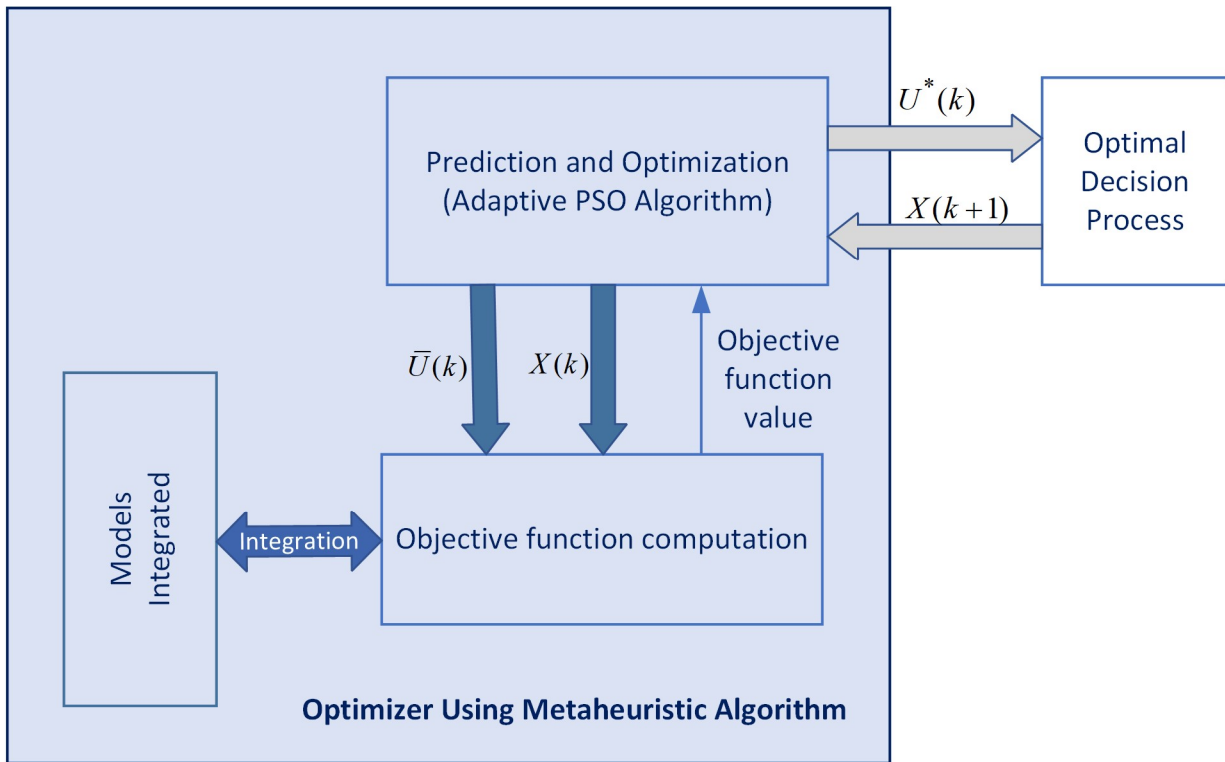 U*(k)
Prediction and Optimization
(Adaptive PSO Algorithm)
X(k+1)
Optimal
Decision
Process
Ū(k)
X(k)
Objective
function
value
Models
Integrated
Integration
Objective function computation
Optimizer Using Metaheuristic Algorithm